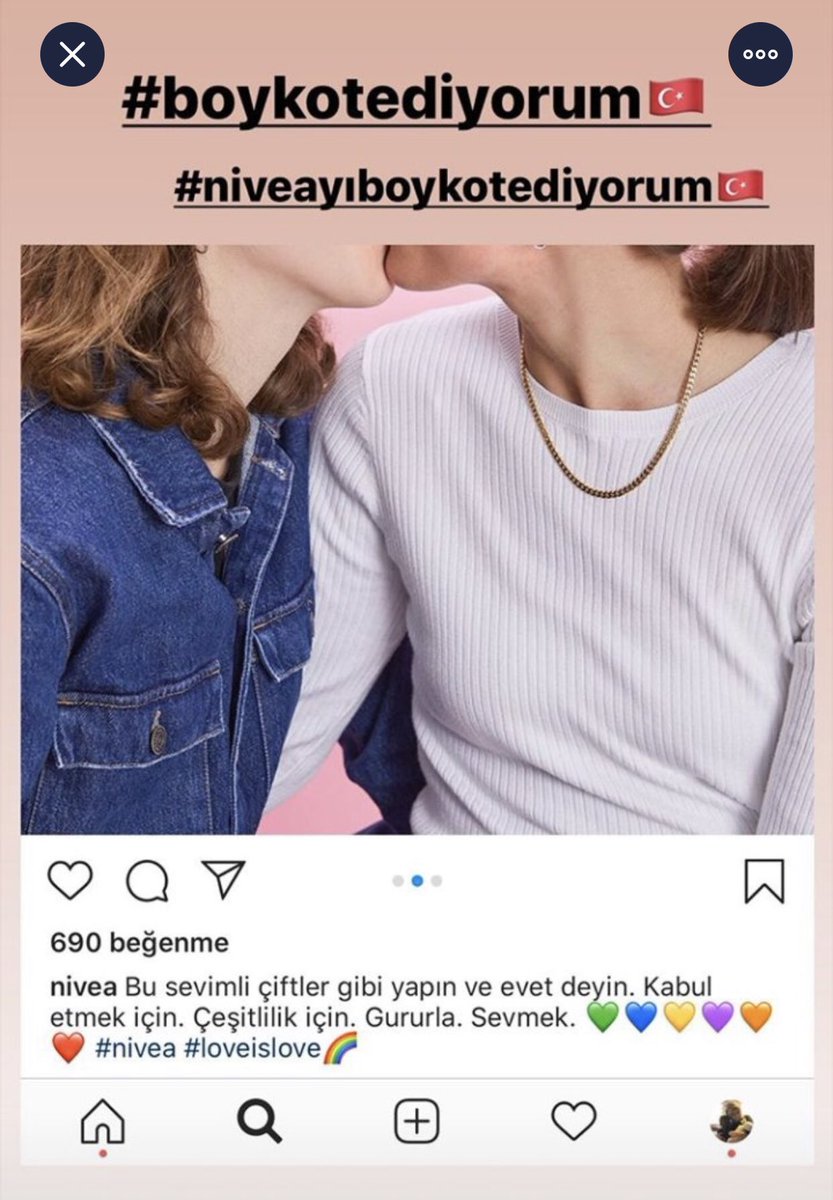 #boykotediyorum🇹🇷
#niveayıboykotediyorum🇹🇷
690 beğenme
nivea Bu sevimli çiftler gibi yapın ve evet deyin. Kabul
etmek için. Çeşitlilik için. Gururla. Sevmek. 💚💙💛💜🧡
❤️ #nivea #loveislove🌈